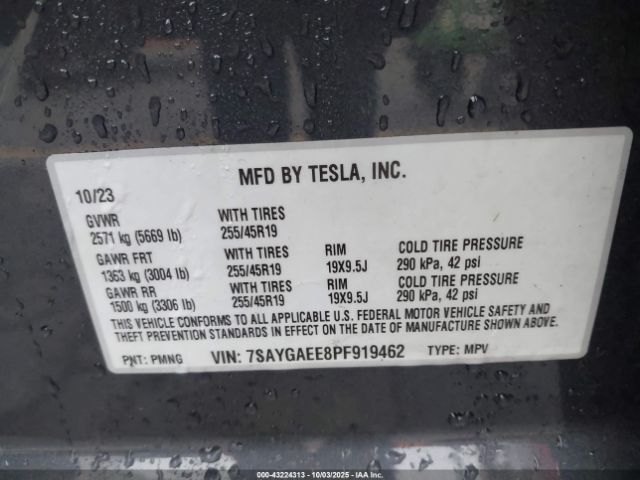 MFD BY TESLA, INC.
10/23
GVWR WITH TIRES
2571 kg (5669 lb) 255/45R19
GAWR FRT WITH TIRES RIM COLD TIRE PRESSURE
1363 kg (3004 lb) 255/45R19 19X9.5J 290 kPa, 42 psi
GAWR RR WITH TIRES RIM COLD TIRE PRESSURE
1500 kg (3306 lb) 255/45R19 19X9.5J 290 kPa, 42 psi
THIS VEHICLE CONFORMS TO ALL APPLICABLE U.S. FEDERAL MOTOR VEHICLE SAFETY AND
THEFT PREVENTION STANDARDS IN EFFECT ON THE DATE OF MANUFACTURE SHOWN ABOVE.
PNT: PMNG VIN: 7SAYGAEE8PF919462 TYPE: MPV
000-43224313 | 10/03/2025 | IAAI.COM